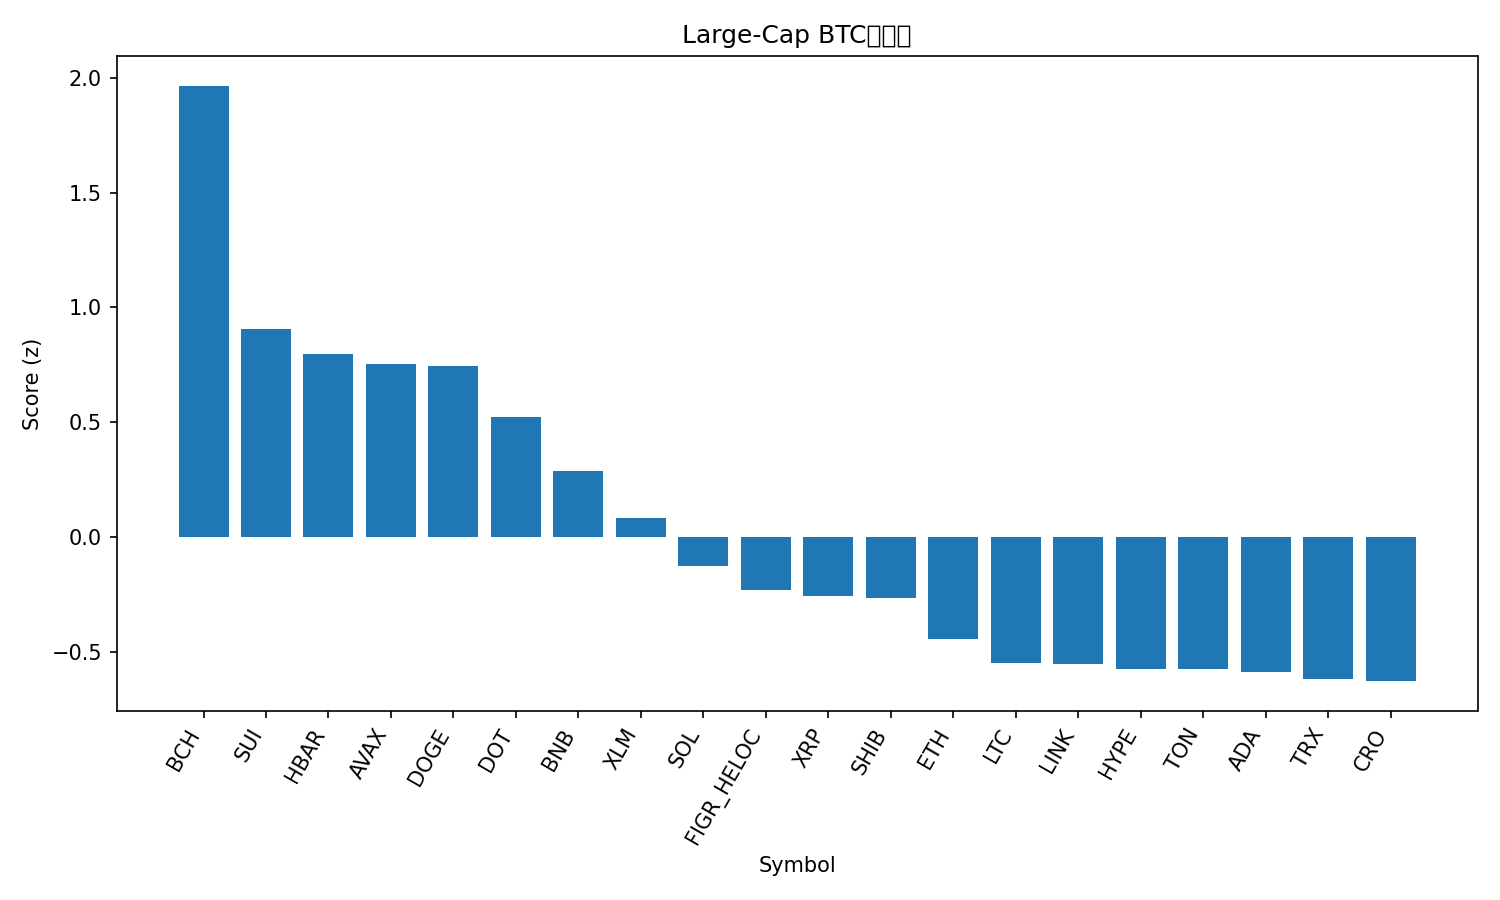 Large-Cap BTC
2.0
1.5
1.0
0.5
0.0
−0.5
Score (z)
BCH
SUI
HBAR
AVAX
DOGE
DOT
BNB
XLM
SOL
FIGR_HELOC
XRP
SHIB
ETH
LTC
LINK
HYPE
TON
ADA
TRX
CRO
Symbol